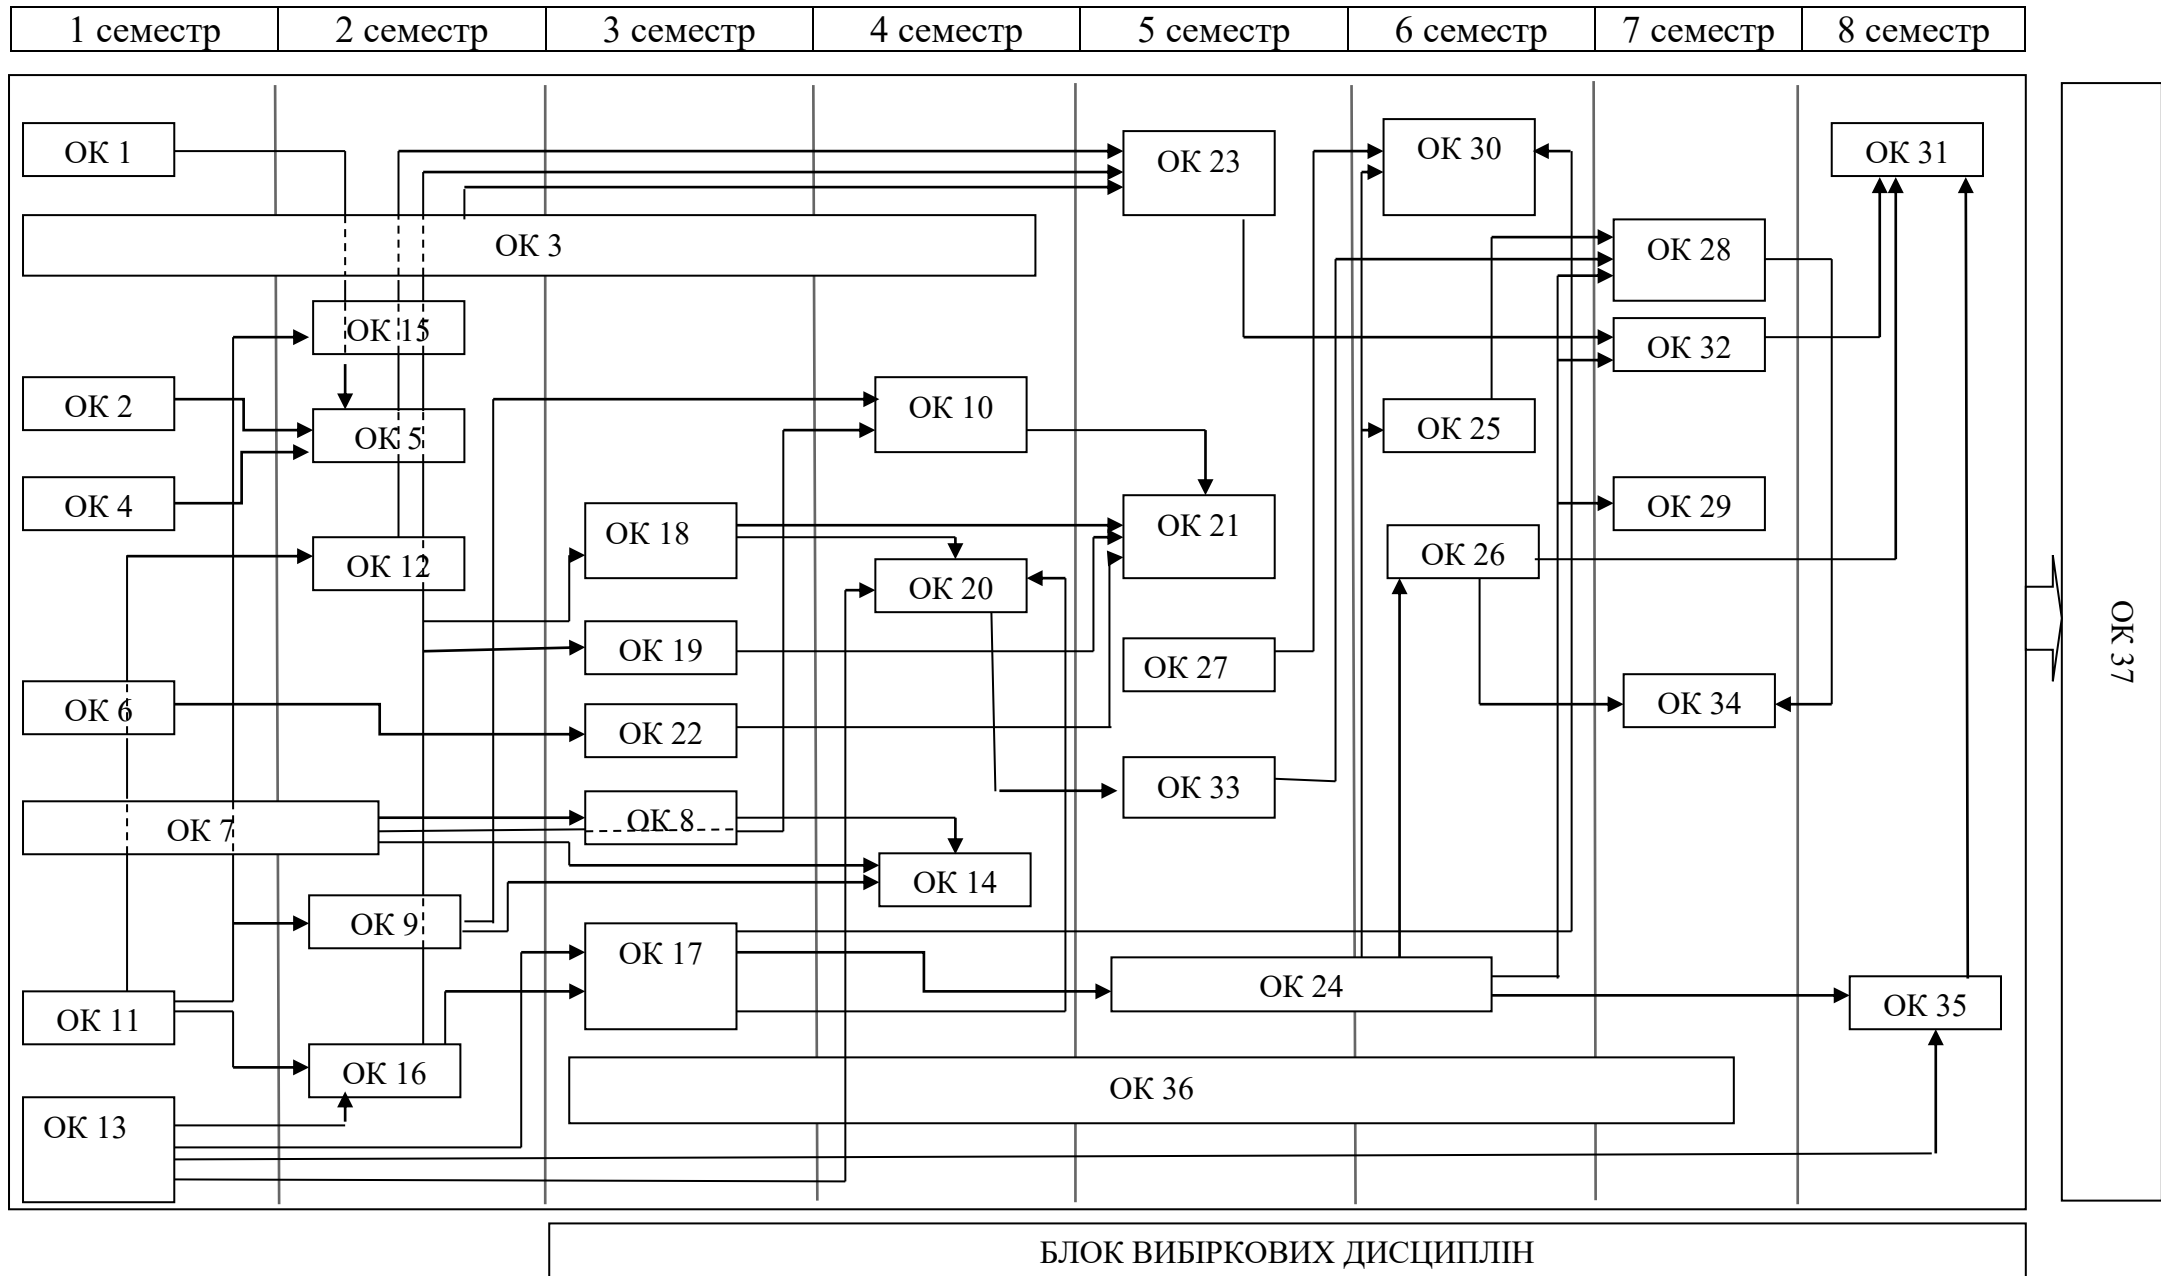 1 семестр
2 семестр
3 семестр
4 семестр
5 семестр
6 семестр
7 семестр
8 семестр
ОК 1
ОК 23
ОК 30
ОК 31
ОК 3
ОК 28
ОК 15
ОК 32
ОК 2
ОК 5
ОК 10
ОК 25
ОК 4
ОК 18
ОК 21
ОК 29
ОК 12
ОК 20
ОК 26
ОК 19
ОК 27
ОК 37
ОК 6
ОК 22
ОК 34
ОК 33
ОК 7
ОК 8
ОК 14
ОК 9
ОК 17
ОК 24
ОК 11
ОК 35
ОК 16
ОК 36
ОК 13
БЛОК ВИБІРКОВИХ ДИСЦИПЛІН